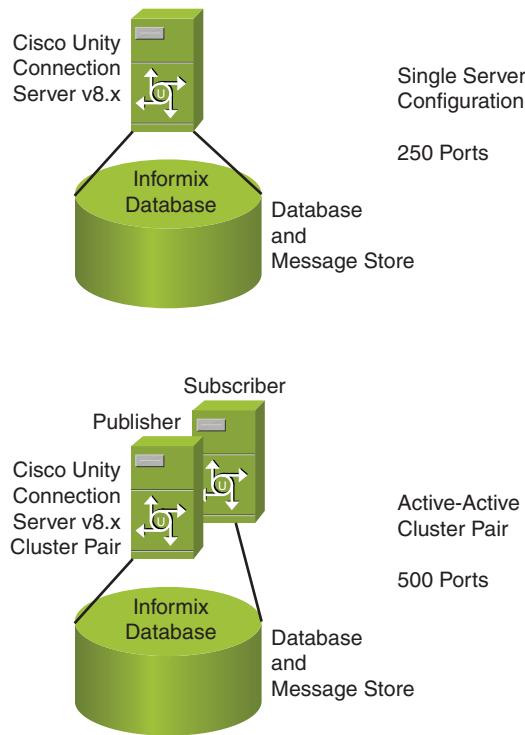 Cisco Unity
Connection
Server v8.x
U
Single Server
Configuration
250 Ports
Informix
Database
Database
and
Message Store
Subscriber
Publisher
Cisco Unity
Connection
Server v8.x
Cluster Pair
U
U
Active-Active
Cluster Pair
500 Ports
Informix
Database
Database
and
Message Store